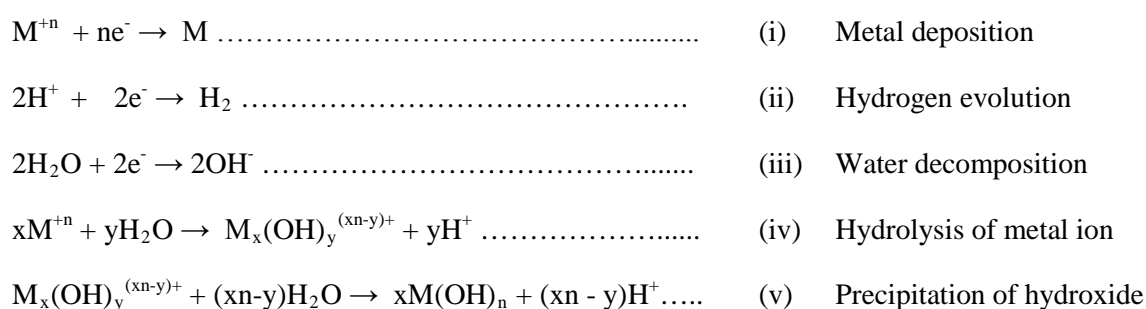 M⁺ⁿ + ne⁻ → M …………………………………………………….......... (i) Metal deposition
2H⁺ + 2e⁻ → H₂ ………………………………………………. (ii) Hydrogen evolution
2H₂O + 2e⁻ → 2OH⁻ ……………………………………....... (iii) Water decomposition
xM⁺ⁿ + yH₂O → Mₓ(OH)ᵧ⁽ˣⁿ⁻ʸ⁾⁺ + yH⁺ …………………...... (iv) Hydrolysis of metal ion
Mₓ(OH)ᵧ⁽ˣⁿ⁻ʸ⁾⁺ + (xn-y)H₂O → xM(OH)ₙ + (xn - y)H⁺….. (v) Precipitation of hydroxide